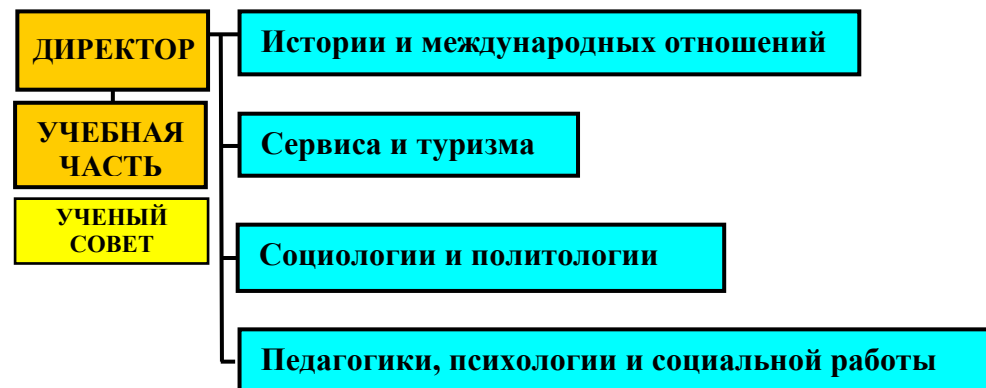 ДИРЕКТОР
УЧЕБНАЯ
ЧАСТЬ
УЧЕНЫЙ
СОВЕТ
Истории и международных отношений
Сервиса и туризма
Социологии и политологии
Педагогики, психологии и социальной работы